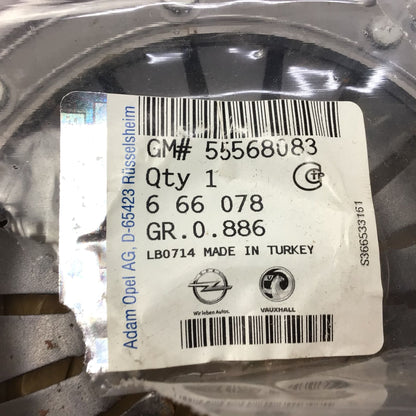 Adam Opel AG, D-65423 Rüsselsheim
GM# 55568083
Qty 1
6 66 078
GR.0.886
LB0714 MADE IN TURKEY
S366533161
Wir leben Autos.
VAUXHALL